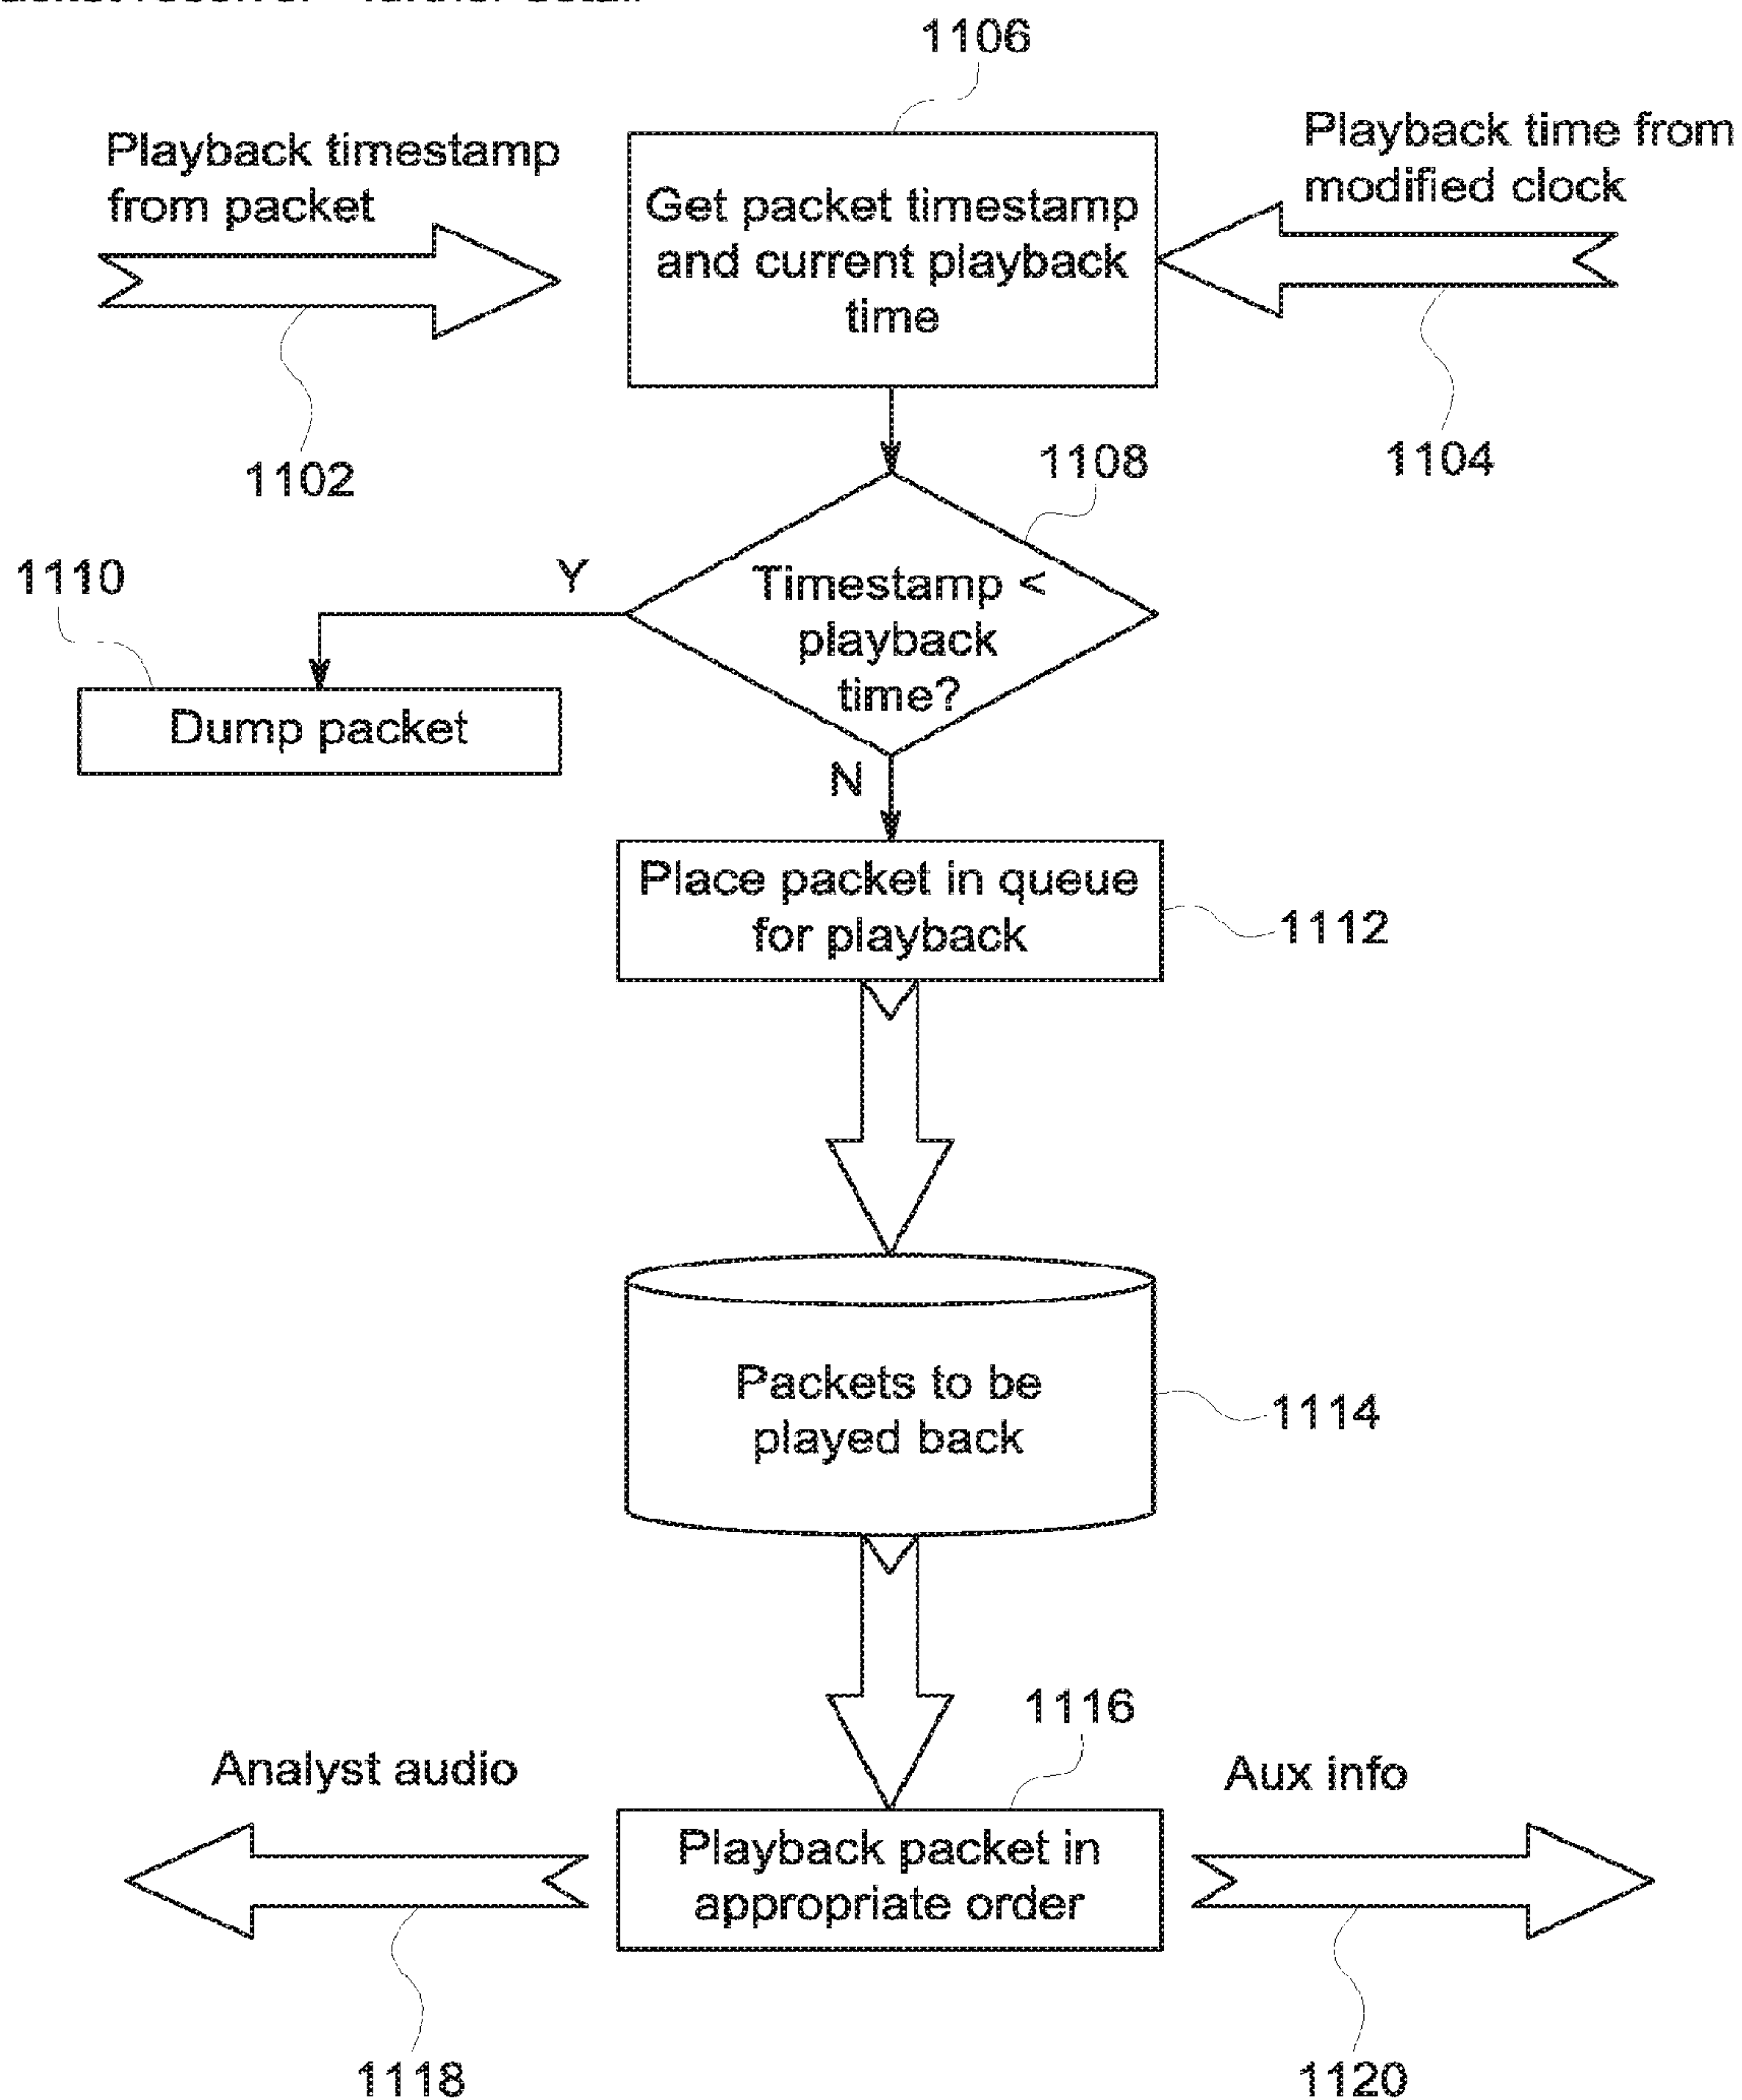 1106
Playback timestamp
from packet
Playback time from
modified clock
Get packet timestamp
and current playback
time
1102
1104
1108
1110
Y
Timestamp <
playback
time?
Dump packet
N
Place packet in queue
for playback
1112
Packets to be
played back
1114
1116
Analyst audio
Aux info
Playback packet in
appropriate order
1118
1120